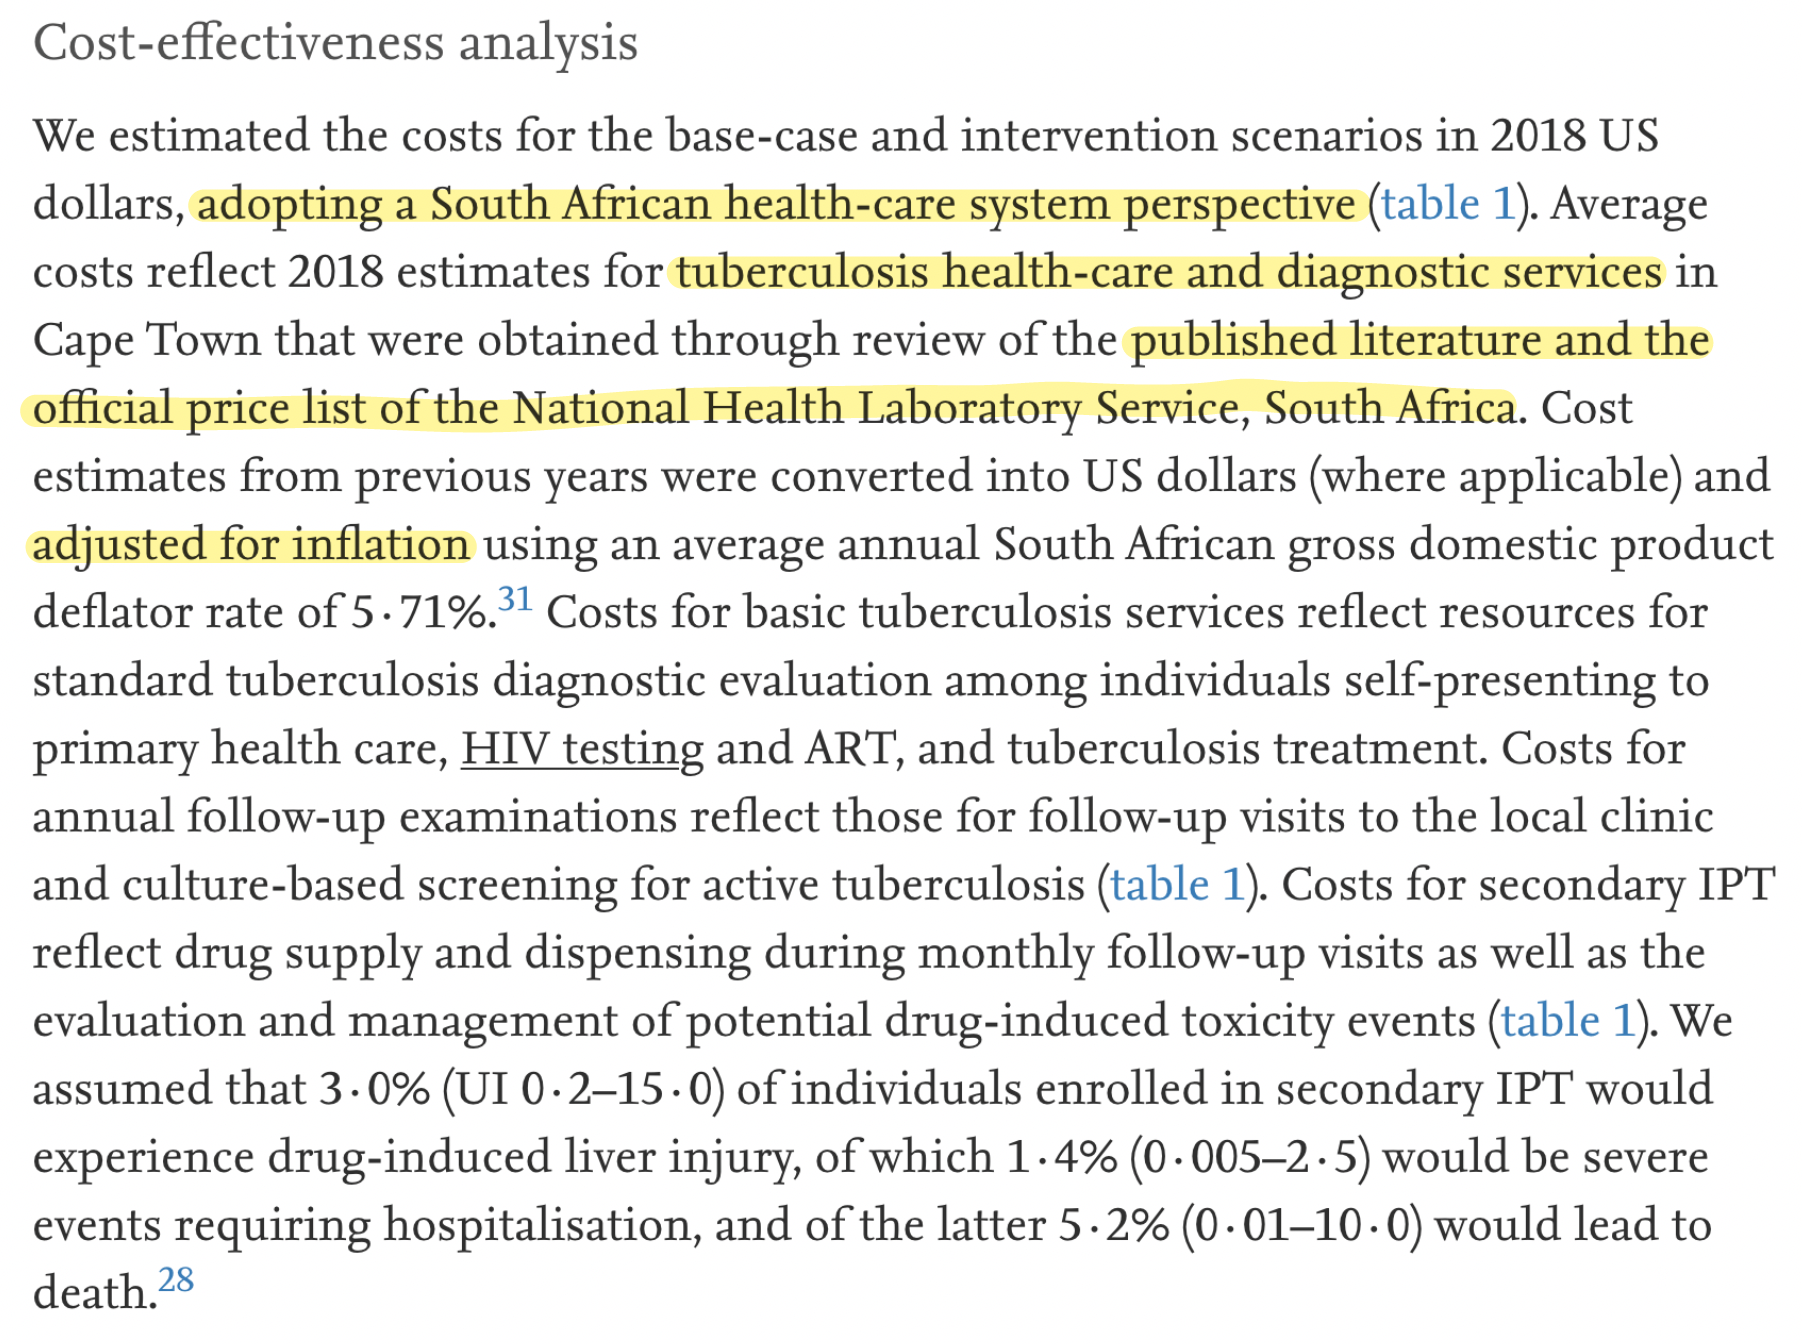 Cost-effectiveness analysis
We estimated the costs for the base-case and intervention scenarios in 2018 US
dollars, adopting a South African health-care system perspective (table 1). Average
costs reflect 2018 estimates for tuberculosis health-care and diagnostic services in
Cape Town that were obtained through review of the published literature and the
official price list of the National Health Laboratory Service, South Africa. Cost
estimates from previous years were converted into US dollars (where applicable) and
adjusted for inflation using an average annual South African gross domestic product
deflator rate of 5·71%.31 Costs for basic tuberculosis services reflect resources for
standard tuberculosis diagnostic evaluation among individuals self-presenting to
primary health care, HIV testing and ART, and tuberculosis treatment. Costs for
annual follow-up examinations reflect those for follow-up visits to the local clinic
and culture-based screening for active tuberculosis (table 1). Costs for secondary IPT
reflect drug supply and dispensing during monthly follow-up visits as well as the
evaluation and management of potential drug-induced toxicity events (table 1). We
assumed that 3·0% (UI 0·2–15·0) of individuals enrolled in secondary IPT would
experience drug-induced liver injury, of which 1·4% (0·005–2·5) would be severe
events requiring hospitalisation, and of the latter 5·2% (0·01–10·0) would lead to
death.28